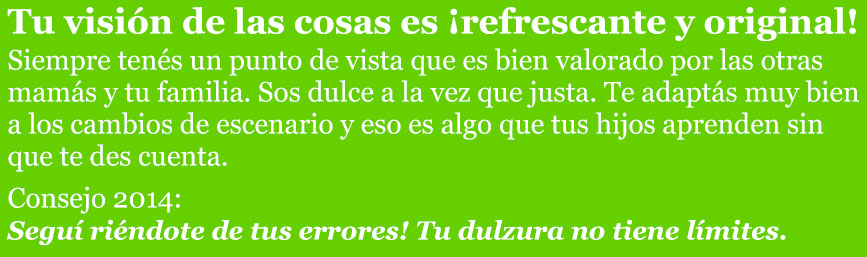 Tu visión de las cosas es ¡refrescante y original!
Siempre tenés un punto de vista que es bien valorado por las otras
mamás y tu familia. Sos dulce a la vez que justa. Te adaptás muy bien
a los cambios de escenario y eso es algo que tus hijos aprenden sin
que te des cuenta.
Consejo 2014:
Seguí riéndote de tus errores! Tu dulzura no tiene límites.